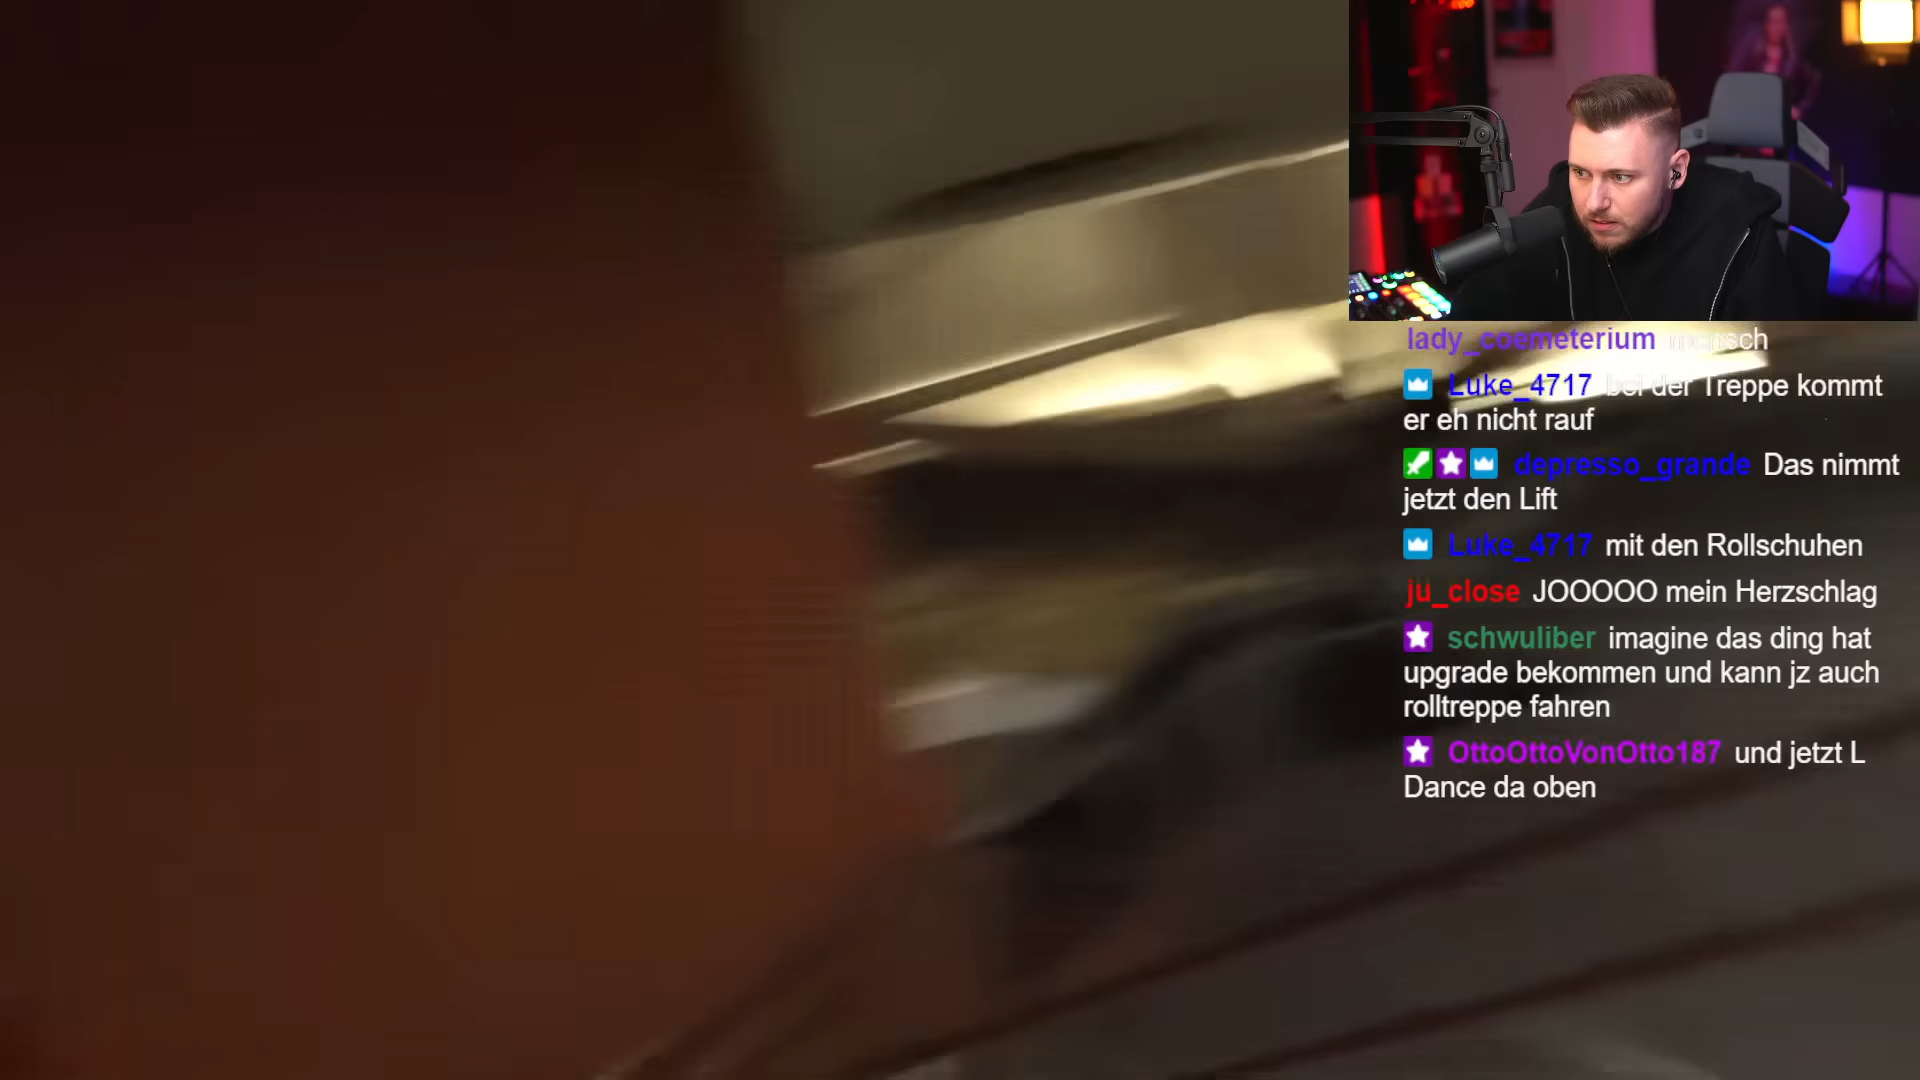 lady_coemeterium mensch
Luke_4717 bei der Treppe kommt
er eh nicht rauf
depresso_grande Das nimmt
jetzt den Lift
Luke_4717 mit den Rollschuhen
ju_close JOOOOO mein Herzschlag
schwuliber imagine das ding hat
upgrade bekommen und kann jz auch
rolltreppe fahren
OttoOttoVonOtto187 und jetzt L
Dance da oben